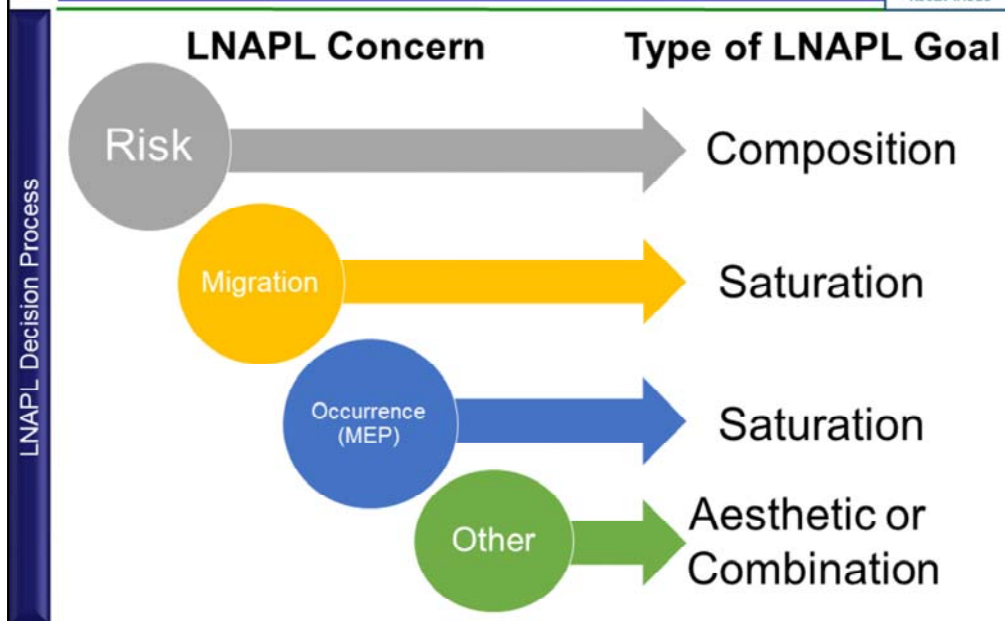 LNAPL Decision Process
LNAPL Concern
Type of LNAPL Goal
Risk
Composition
Migration
Saturation
Occurrence
(MEP)
Saturation
Other
Aesthetic or
Combination